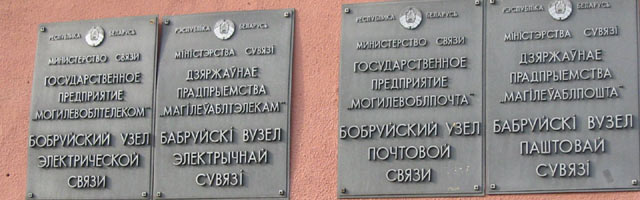 РЕСПУБЛИКА БЕЛАРУСЬ
МИНИСТЕРСТВО СВЯЗИ
ГОСУДАРСТВЕННОЕ
ПРЕДПРИЯТИЕ
„МОГИЛЕВОБЛТЕЛЕКОМ"
БОБРУЙСКИЙ УЗЕЛ
ЭЛЕКТРИЧЕСКОЙ
СВЯЗИ
РЭСПУБЛІКА БЕЛАРУСЬ
МІНІСТЭРСТВА СУВЯЗІ
ДЗЯРЖАЎНАЕ
ПРАДПРЫЕМСТВА
„МАГІЛЕЎАБЛТЭЛЕКАМ"
БАБРУЙСКІ ВУЗЕЛ
ЭЛЕКТРЫЧНАЙ
СУВЯЗІ
РЕСПУБЛИКА БЕЛАРУСЬ
МИНИСТЕРСТВО СВЯЗИ
ГОСУДАРСТВЕННОЕ
ПРЕДПРИЯТИЕ
„МОГИЛЕВОБЛПОЧТА"
БОБРУЙСКИЙ УЗЕЛ
ПОЧТОВОЙ
СВЯЗИ
РЭСПУБЛІКА БЕЛАРУСЬ
МІНІСТЭРСТВА СУВЯЗІ
ДЗЯРЖАЎНАЕ
ПРАДПРЫЕМСТВА
„МАГІЛЕЎАБЛПОШТА"
БАБРУЙСКІ ВУЗЕЛ
ПАШТОВАЙ
СУВЯЗІ